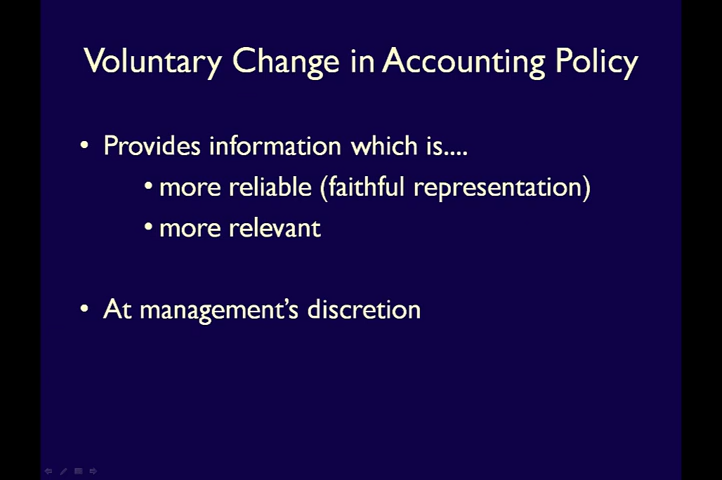 Voluntary Change in Accounting Policy
• Provides information which is....
• more reliable (faithful representation)
• more relevant
• At management’s discretion